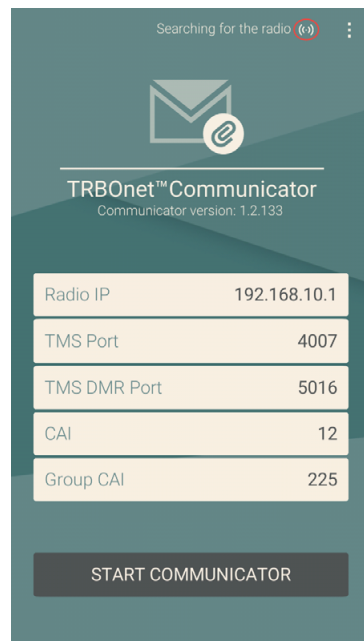 Searching for the radio
TRBOnet™Communicator
Communicator version: 1.2.133
Radio IP 192.168.10.1
TMS Port 4007
TMS DMR Port 5016
CAI 12
Group CAI 225
START COMMUNICATOR